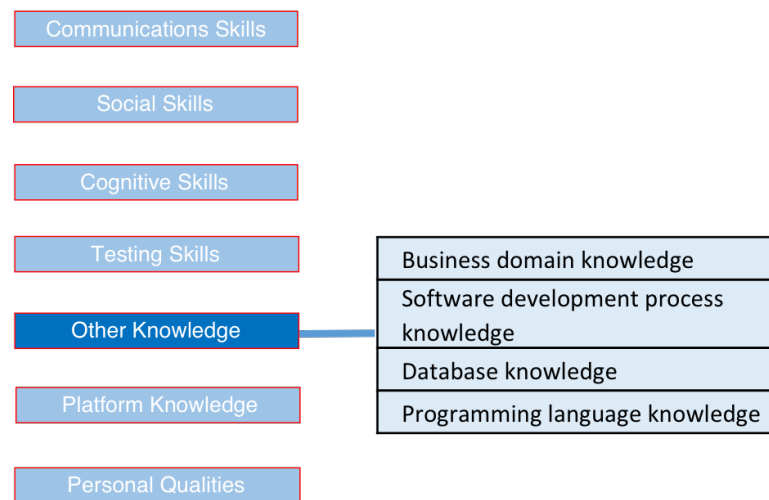 Communications Skills
Social Skills
Cognitive Skills
Testing Skills
Other Knowledge
Platform Knowledge
Personal Qualities
Business domain knowledge
Software development process
knowledge
Database knowledge
Programming language knowledge